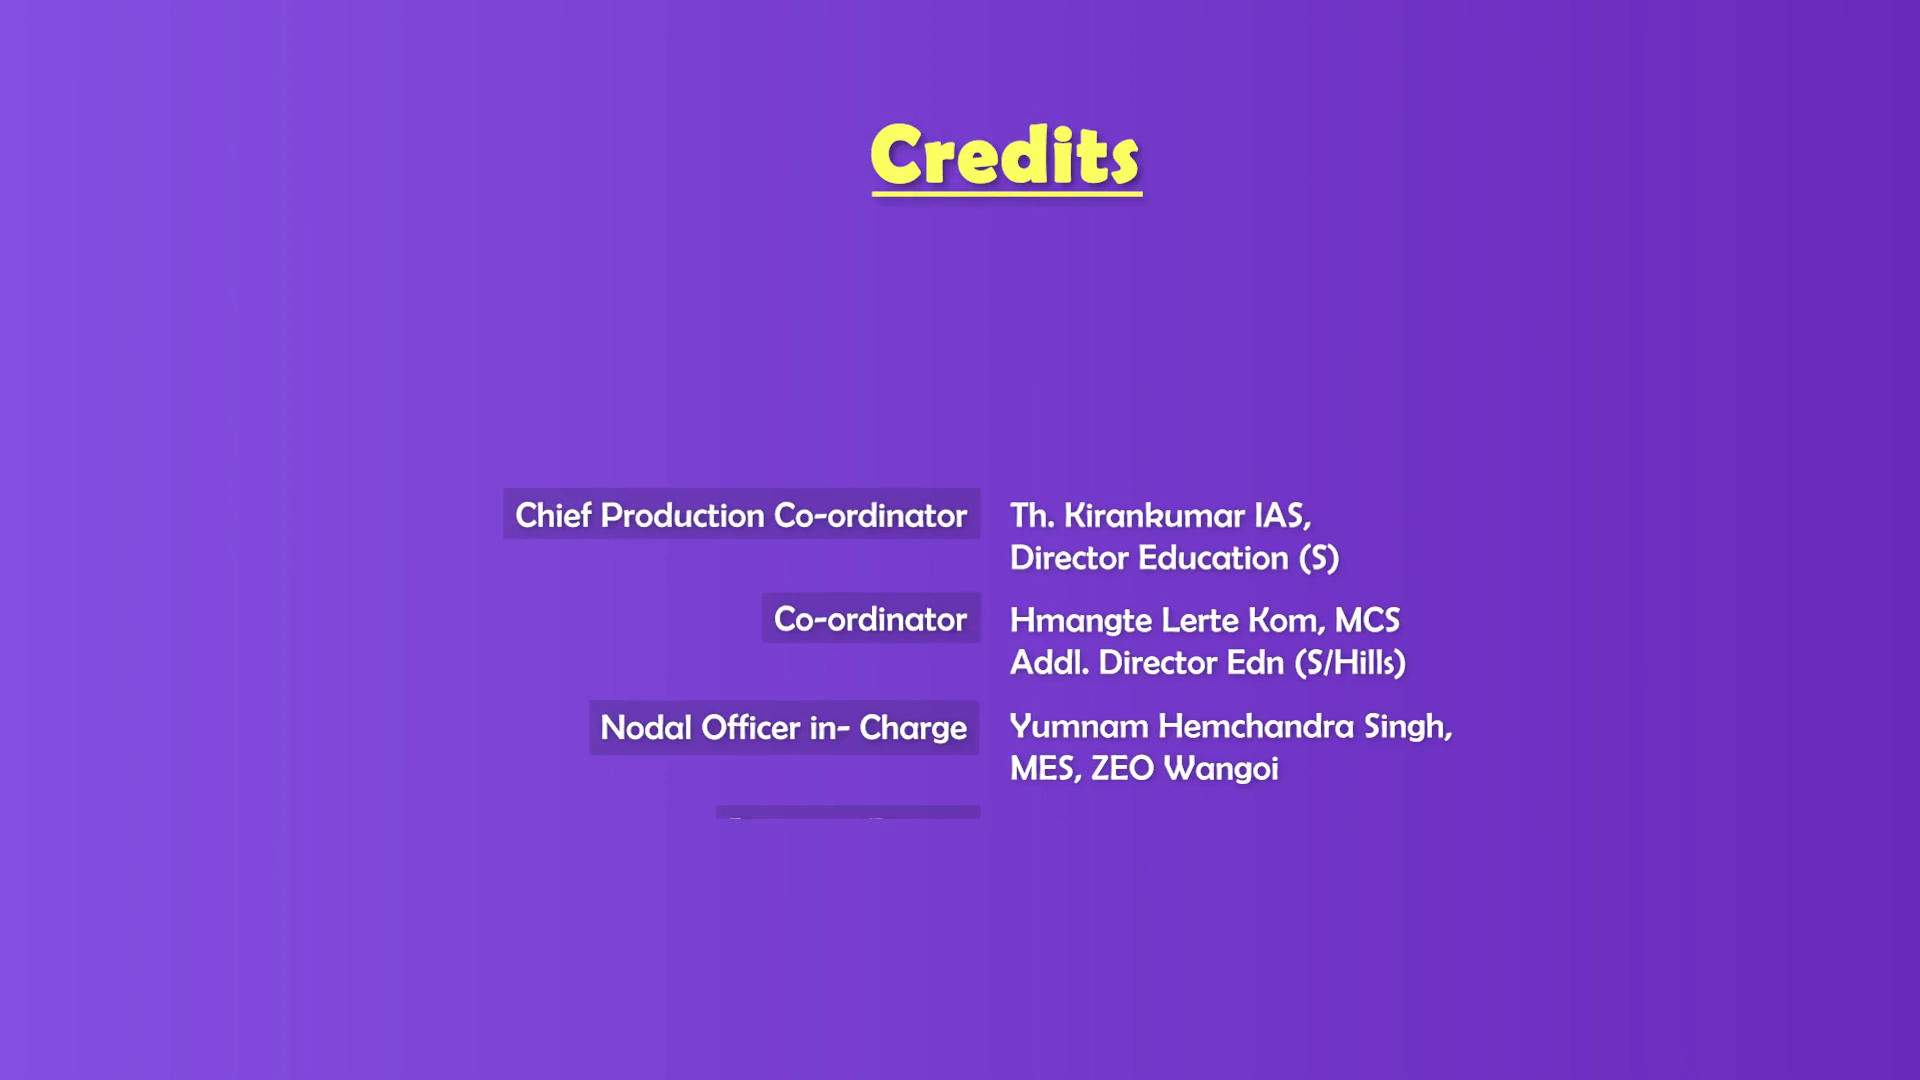 Credits
Chief Production Co-ordinator
Th. Kirankumar IAS,
Director Education (S)
Co-ordinator
Hmangte Lerte Kom, MCS
Addl. Director Edn (S/Hills)
Nodal Officer in- Charge
Yumnam Hemchandra Singh,
MES, ZEO Wangoi